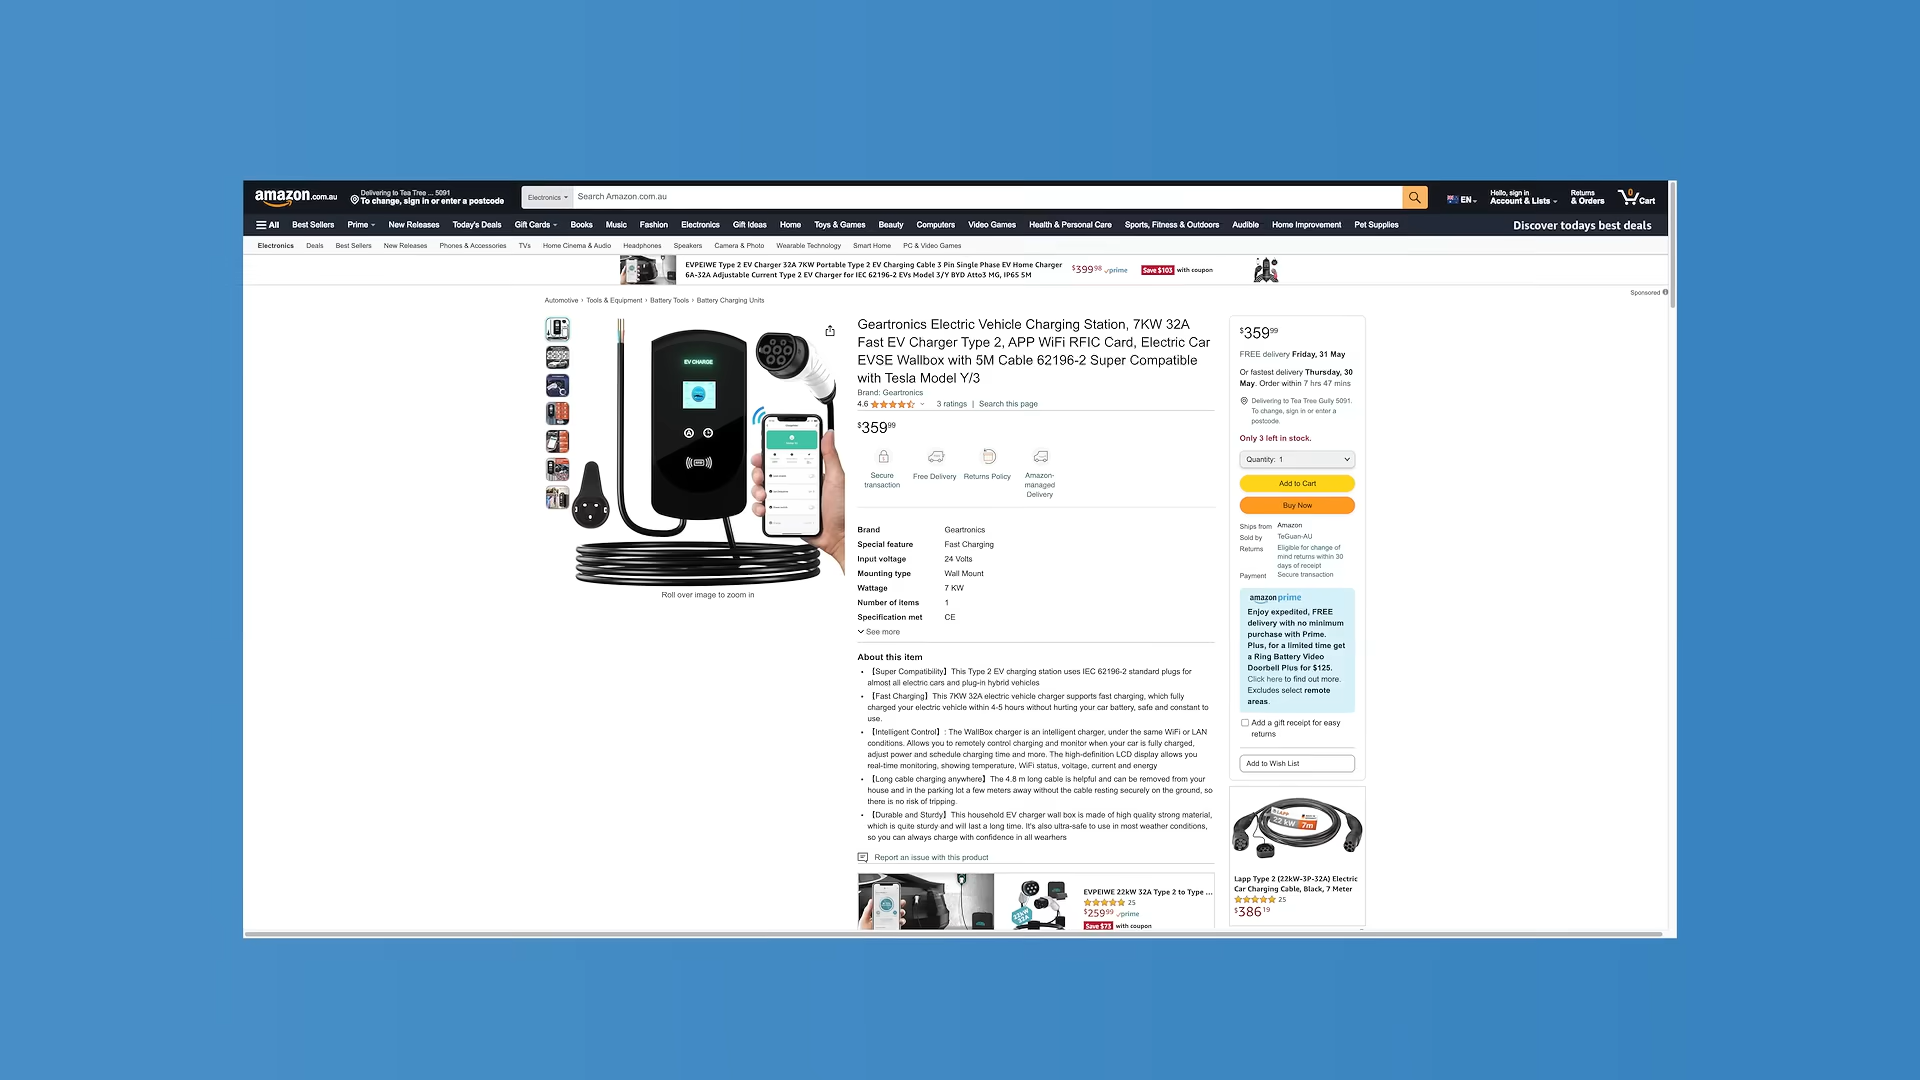 amazon.com.au
Delivering to Tea Tree ... 5091
To change, sign in or enter a postcode
Electronics
Search Amazon.com.au
EN
Hello, sign in
Account & Lists
Returns
& Orders
0
Cart
All
Best Sellers
Prime
New Releases
Today's Deals
Gift Cards
Books
Music
Fashion
Electronics
Gift Ideas
Home
Toys & Games
Beauty
Computers
Video Games
Health & Personal Care
Sports, Fitness & Outdoors
Audible
Home Improvement
Pet Supplies
Discover todays best deals
Electronics
Deals
Best Sellers
New Releases
Phones & Accessories
TVs
Home Cinema & Audio
Headphones
Speakers
Camera & Photo
Wearable Technology
Smart Home
PC & Video Games
EVPEIWE Type 2 EV Charger 32A 7KW Portable Type 2 EV Charging Cable 3 Pin Single Phase EV Home Charger
6A-32A Adjustable Current Type 2 EV Charger for IEC 62196-2 EVs Model 3/Y BYD Atto3 MG, IP65 5M
$39998 prime
Save $103 with coupon
Sponsored
Automotive › Tools & Equipment › Battery Tools › Battery Charging Units
EV CHARGE
Roll over image to zoom in
Geartronics Electric Vehicle Charging Station, 7KW 32A
Fast EV Charger Type 2, APP WiFi RFIC Card, Electric Car
EVSE Wallbox with 5M Cable 62196-2 Super Compatible
with Tesla Model Y/3
Brand: Geartronics
4.6
3 ratings | Search this page
$35999
Secure
transaction
Free Delivery
Returns Policy
Amazon-
managed
Delivery
Brand Geartronics
Special feature Fast Charging
Input voltage 24 Volts
Mounting type Wall Mount
Wattage 7 KW
Number of items 1
Specification met CE
See more
About this item
• 【Super Compatibility】This Type 2 EV charging station uses IEC 62196-2 standard plugs for
almost all electric cars and plug-in hybrid vehicles
• 【Fast Charging】This 7KW 32A electric vehicle charger supports fast charging, which fully
charged your electric vehicle within 4-5 hours without hurting your car battery, safe and constant to
use.
• 【Intelligent Control】: The WallBox charger is an intelligent charger, under the same WiFi or LAN
conditions. Allows you to remotely control charging and monitor when your car is fully charged,
adjust power and schedule charging time and more. The high-definition LCD display allows you
real-time monitoring, showing temperature, WiFi status, voltage, current and energy
• 【Long cable charging anywhere】The 4.8 m long cable is helpful and can be removed from your
house and in the parking lot a few meters away without the cable resting securely on the ground, so
there is no risk of tripping.
• 【Durable and Sturdy】This household EV charger wall box is made of high quality strong material,
which is quite sturdy and will last a long time. It's also ultra-safe to use in most weather conditions,
so you can always charge with confidence in all wearhers
Report an issue with this product
EVPEIWE 22kW 32A Type 2 to Type ...
25
$25999 prime
Save $73 with coupon
22kW
32A
$35999
FREE delivery Friday, 31 May
Or fastest delivery Thursday, 30
May. Order within 7 hrs 47 mins
Delivering to Tea Tree Gully 5091.
To change, sign in or enter a
postcode.
Only 3 left in stock.
Quantity: 1
Add to Cart
Buy Now
Ships from Amazon
Sold by TeGuan-AU
Returns Eligible for change of
mind returns within 30
days of receipt
Payment Secure transaction
amazon prime
Enjoy expedited, FREE
delivery with no minimum
purchase with Prime.
Plus, for a limited time get
a Ring Battery Video
Doorbell Plus for $125.
Click here to find out more.
Excludes select remote
areas.
Add a gift receipt for easy
returns
Add to Wish List
LAPP
22 kW 7m
Lapp Type 2 (22kW-3P-32A) Electric
Car Charging Cable, Black, 7 Meter
25
$38619